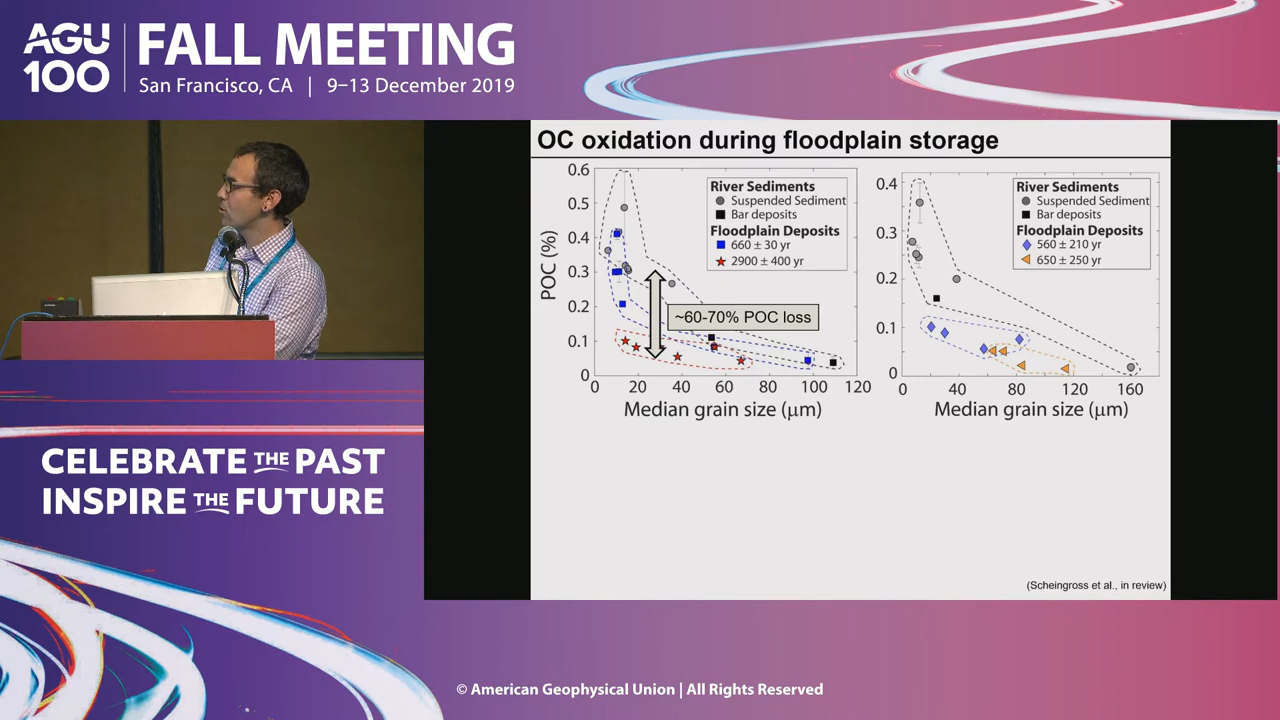 AGU
100
FALL MEETING
San Francisco, CA | 9–13 December 2019
OC oxidation during floodplain storage
0.6
0.5
0.4
0.3
0.2
0.1
0
POC (%)
River Sediments
Suspended Sediment
Bar deposits
Floodplain Deposits
660 ± 30 yr
2900 ± 400 yr
~60-70% POC loss
0 20 40 60 80 100 120
Median grain size (μm)
0.4
0.3
0.2
0.1
0
River Sediments
Suspended Sediment
Bar deposits
Floodplain Deposits
560 ± 210 yr
650 ± 250 yr
0 40 80 120 160
Median grain size (μm)
(Scheingross et al., in review)
CELEBRATE THE PAST
INSPIRE THE FUTURE
© American Geophysical Union | All Rights Reserved